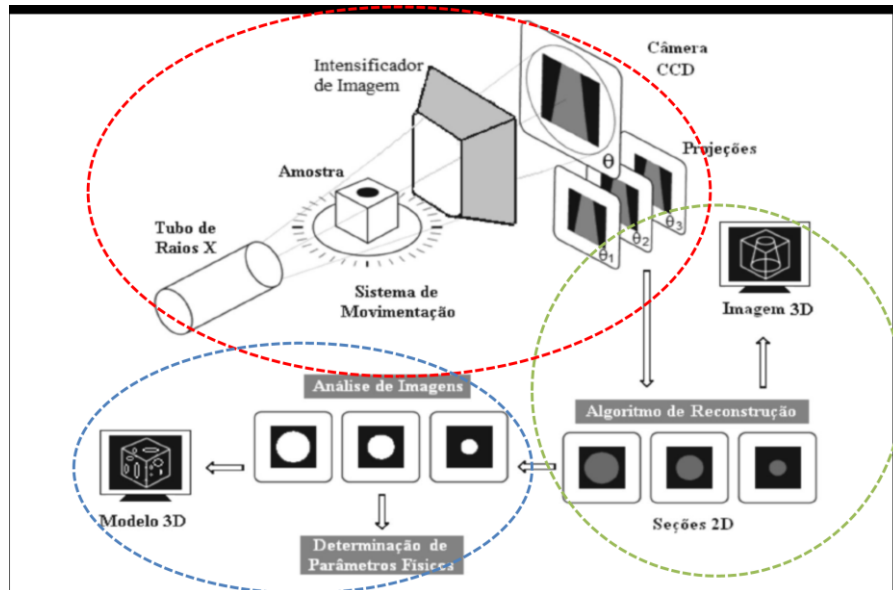 Câmera
CCD
Intensificador
de Imagem
θ
Projeções
Amostra
θ1
θ2
θ3
Tubo de
Raios X
Sistema de
Movimentação
Imagem 3D
Análise de Imagens
Algoritmo de Reconstrução
Modelo 3D
Seções 2D
Determinação de
Parâmetros Físicos